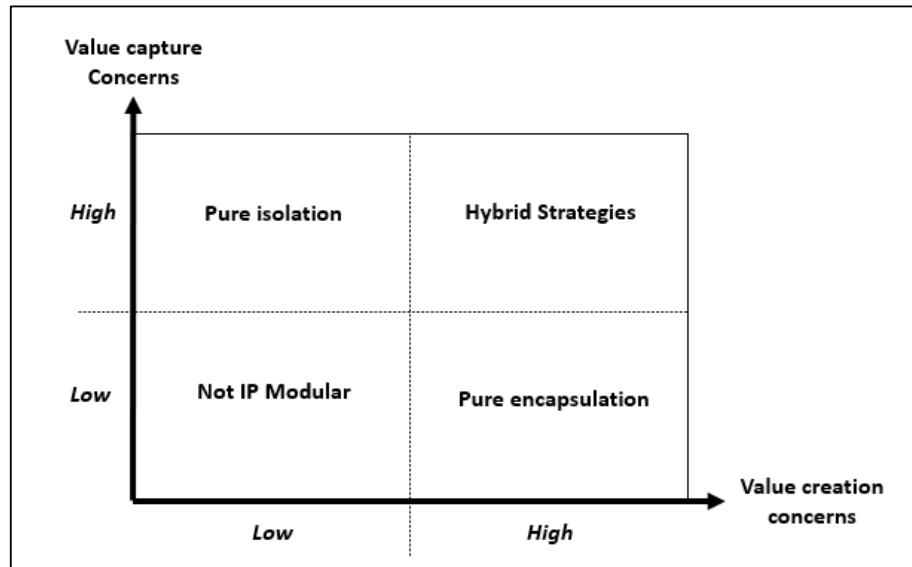 Value capture
Concerns
High
Pure isolation
Hybrid Strategies
Low
Not IP Modular
Pure encapsulation
Value creation
concerns
Low
High